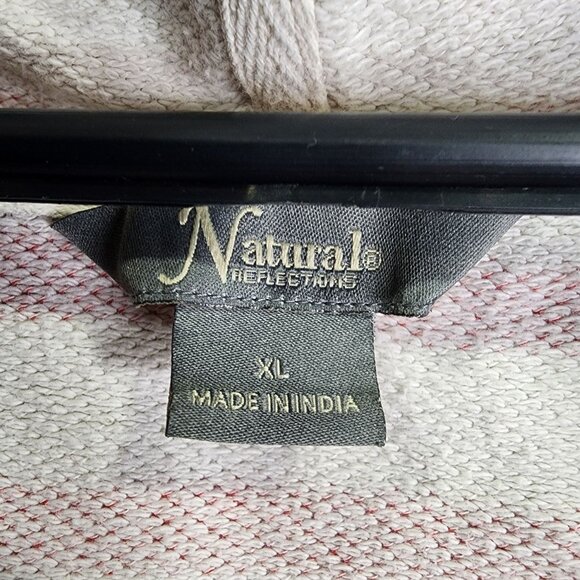 Natural®
REFLECTIONS
XL
MADE IN INDIA